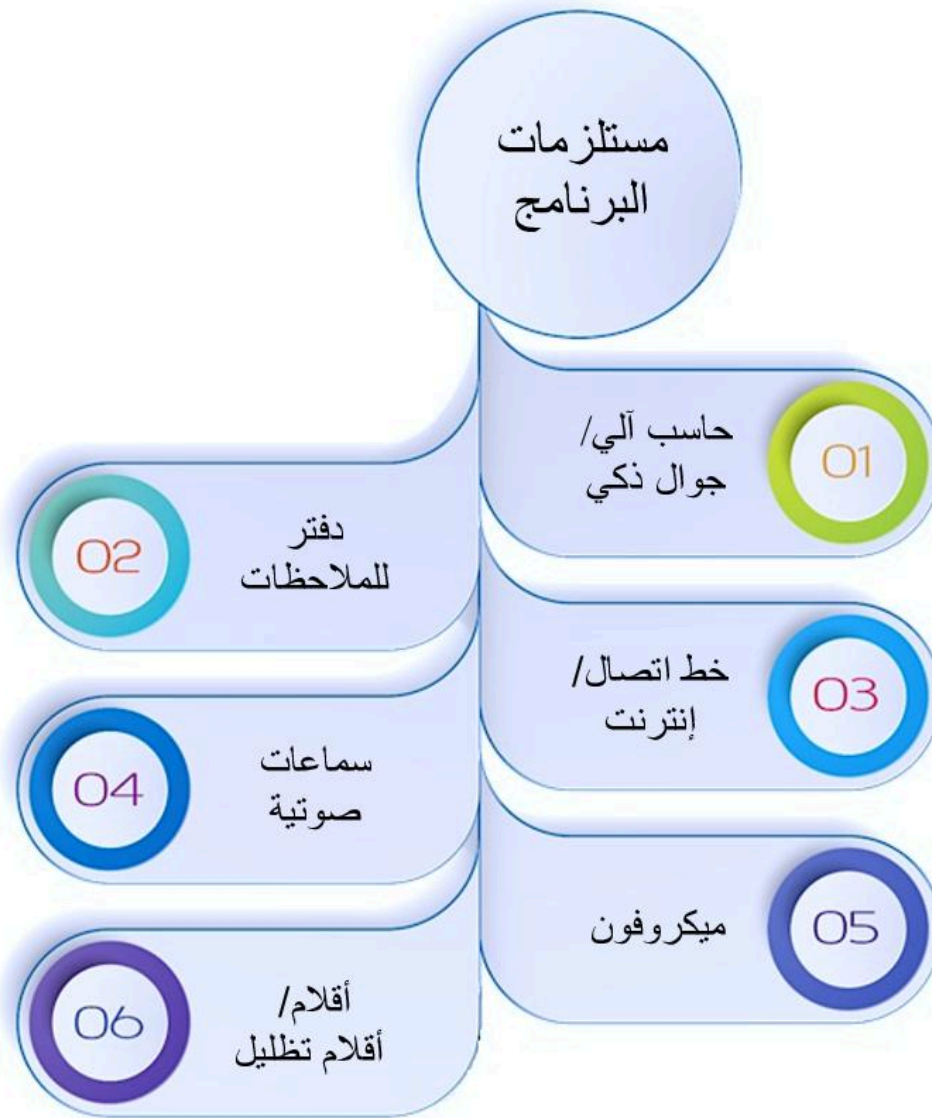 مستلزمات
البرنامج
01
حاسب آلي/
جوال ذكي
02
دفتر
للملاحظات
03
خط اتصال/
إنترنت
04
سماعات
صوتية
05
ميكروفون
06
أقلام/
أقلام تظليل